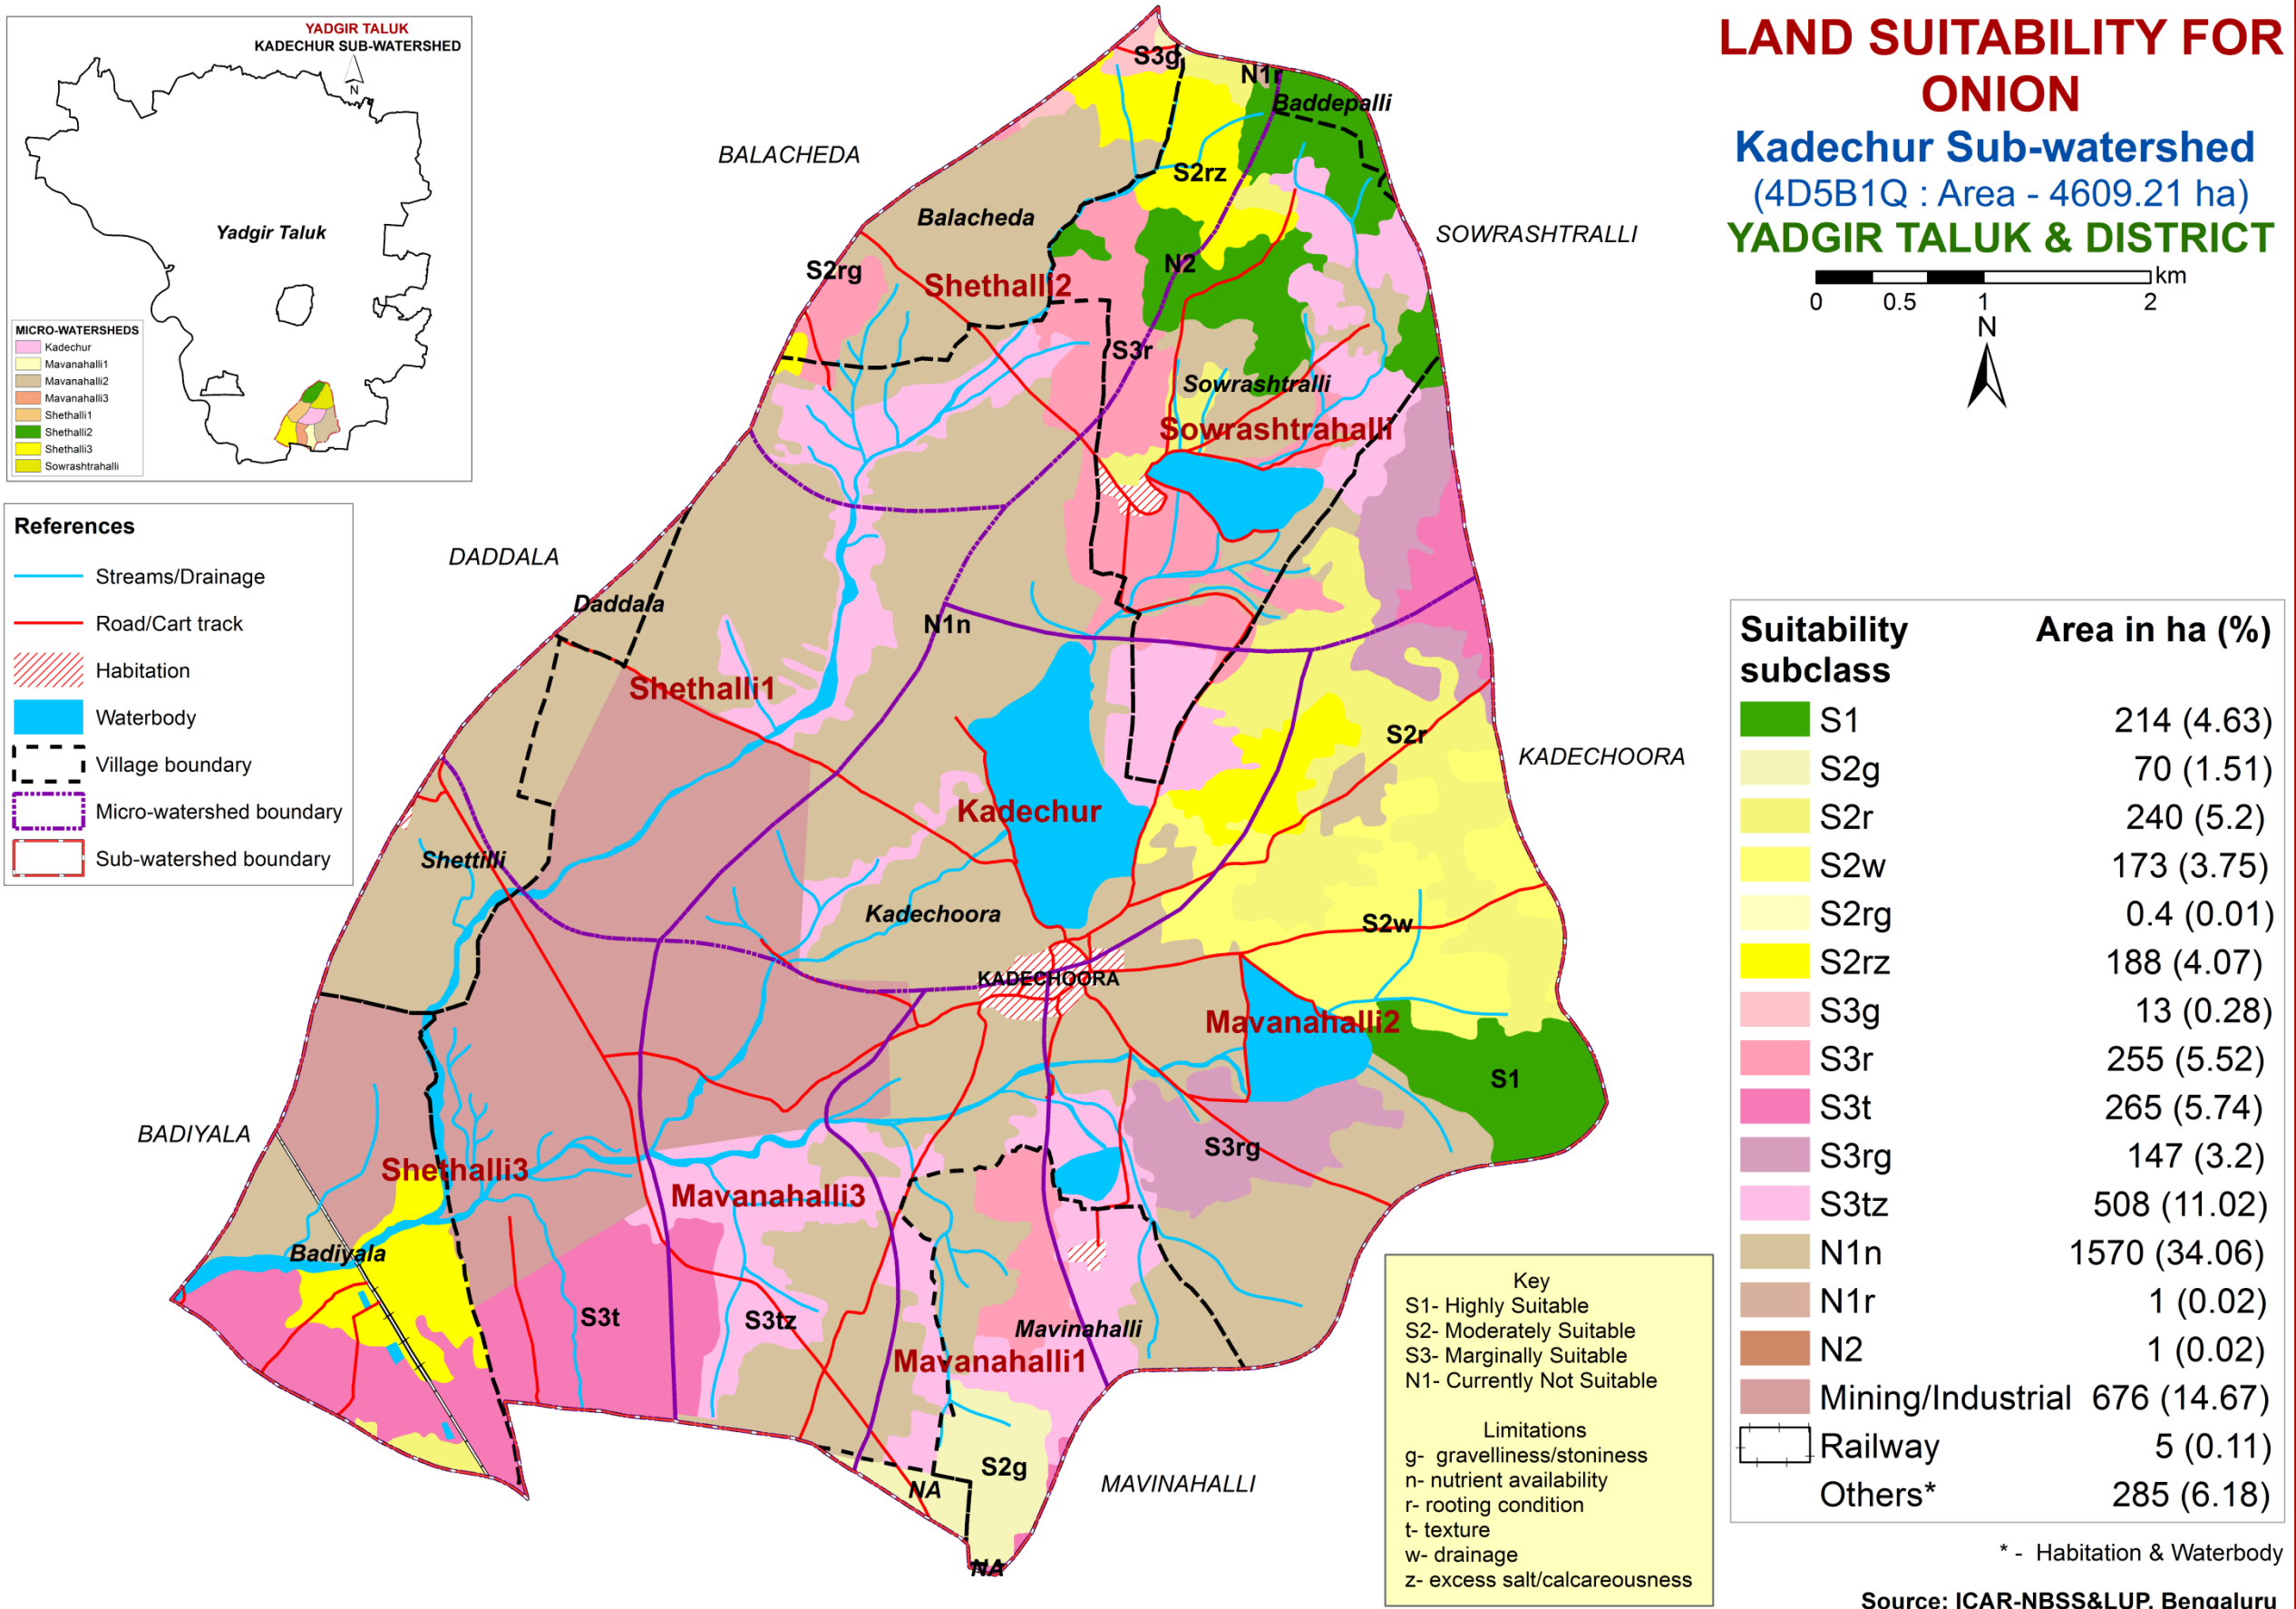 YADGIR TALUK
KADECHUR SUB-WATERSHED
N
Yadgir Taluk
MICRO-WATERSHEDS
Kadechur
Mavanahalli1
Mavanahalli2
Mavanahalli3
Shethalli1
Shethalli2
Shethalli3
Sowrashtrahalli
References
Streams/Drainage
Road/Cart track
Habitation
Waterbody
Village boundary
Micro-watershed boundary
Sub-watershed boundary
LAND SUITABILITY FOR
ONION
Kadechur Sub-watershed
(4D5B1Q : Area - 4609.21 ha)
YADGIR TALUK & DISTRICT
km
0 0.5 1 2
N
S3g
N1r
Baddepalli
BALACHEDA
S2rz
Balacheda
SOWRASHTRALLI
N2
S2rg
Shethalli2
S3r
Sowrashtralli
Sowrashtrahalli
DADDALA
Daddala
N1n
Shethalli1
S2r
KADECHOORA
Kadechur
Shettilli
Kadechoora
S2w
KADECHOORA
Mavanahalli2
S1
BADIYALA
S3rg
Shethalli3
Mavanahalli3
Badiyala
S3t
S3tz
Mavinahalli
Mavanahalli1
S2g
NA
MAVINAHALLI
NA
Suitability subclass Area in ha (%)
S1 214 (4.63)
S2g 70 (1.51)
S2r 240 (5.2)
S2w 173 (3.75)
S2rg 0.4 (0.01)
S2rz 188 (4.07)
S3g 13 (0.28)
S3r 255 (5.52)
S3t 265 (5.74)
S3rg 147 (3.2)
S3tz 508 (11.02)
N1n 1570 (34.06)
N1r 1 (0.02)
N2 1 (0.02)
Mining/Industrial 676 (14.67)
Railway 5 (0.11)
Others* 285 (6.18)
* - Habitation & Waterbody
Source: ICAR-NBSS&LUP, Bengaluru
Key
S1- Highly Suitable
S2- Moderately Suitable
S3- Marginally Suitable
N1- Currently Not Suitable
Limitations
g- gravelliness/stoniness
n- nutrient availability
r- rooting condition
t- texture
w- drainage
z- excess salt/calcareousness